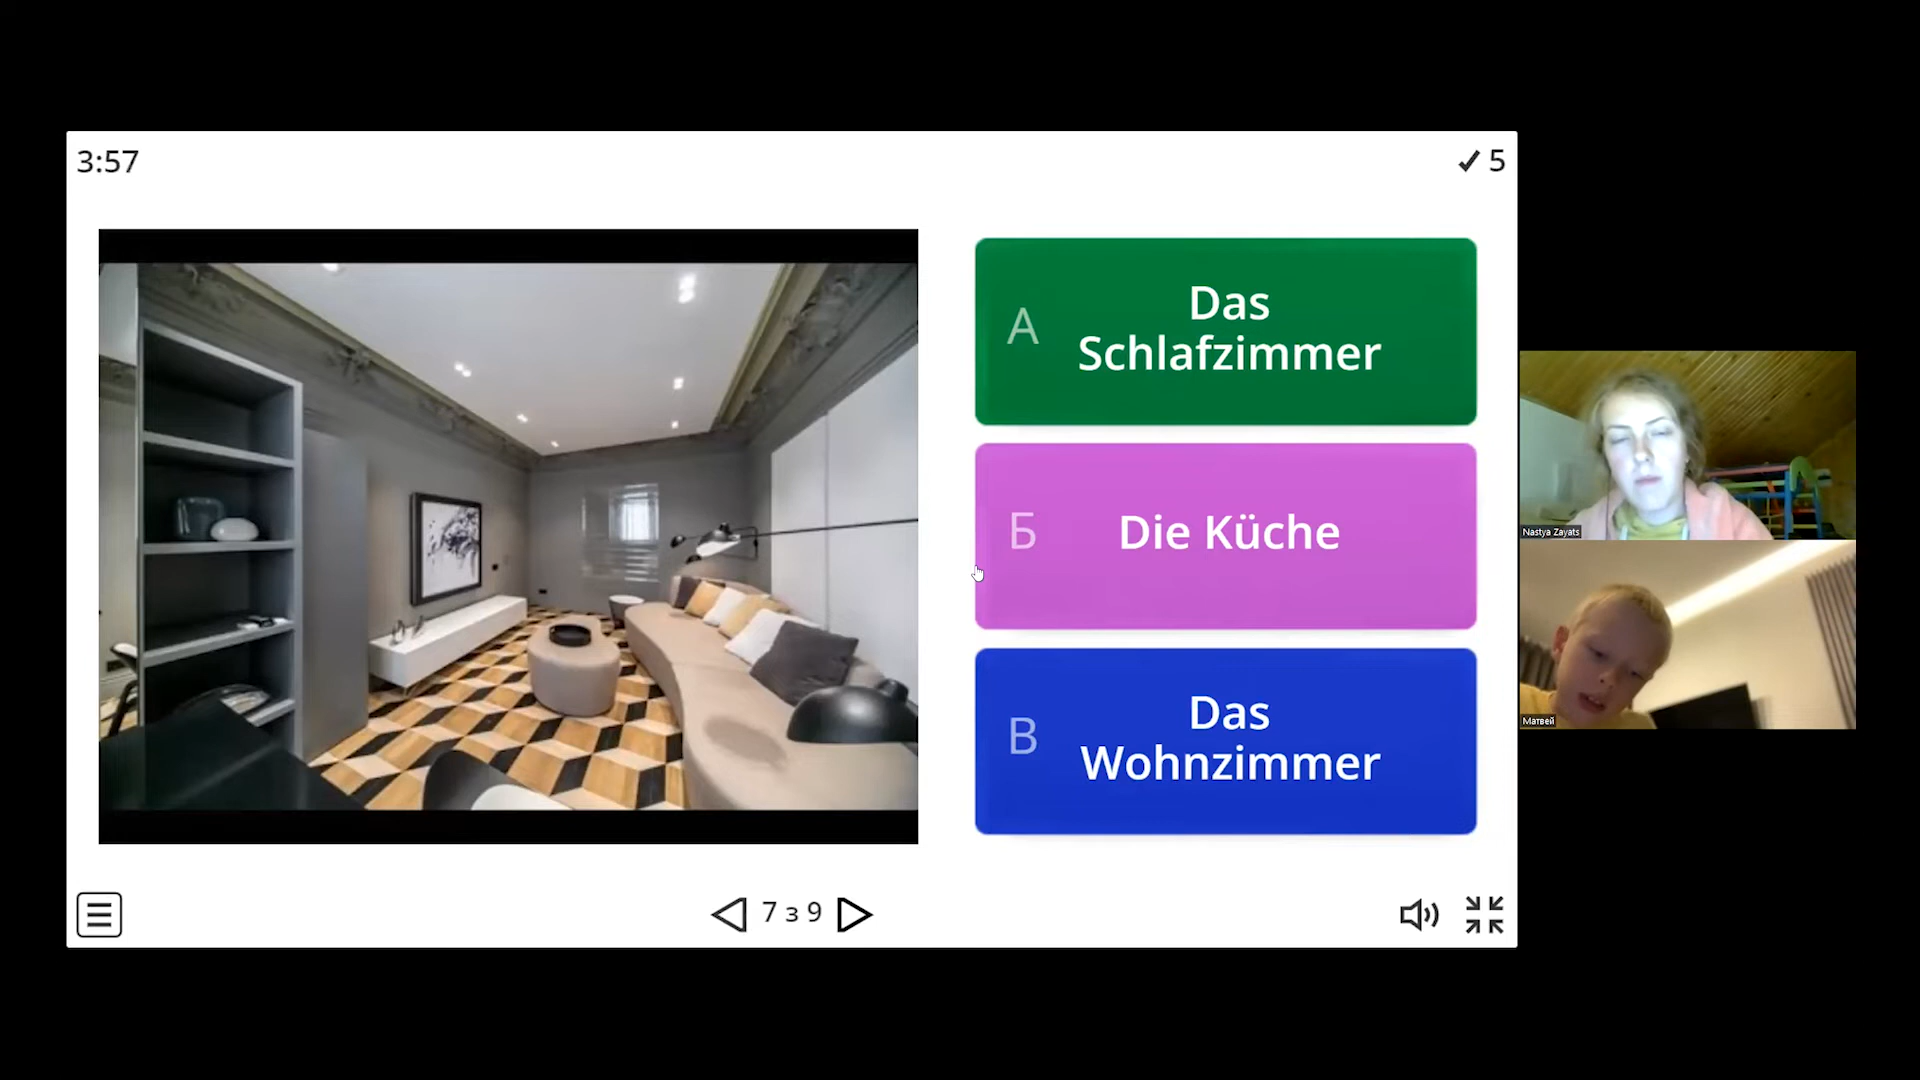 3:57
✓ 5
А
Das
Schlafzimmer
Б
Die Küche
В
Das
Wohnzimmer
Nastya Zayats
Матвей
7 з 9